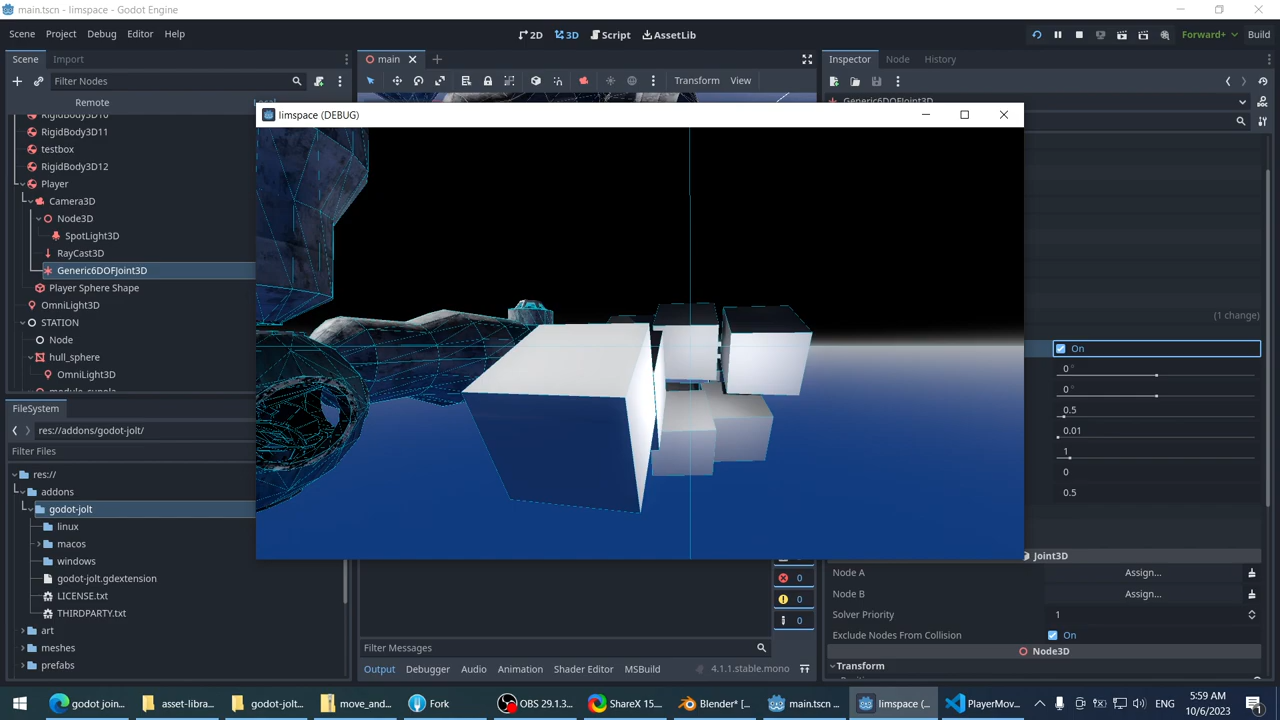 main.tscn - limspace - Godot Engine
Scene Project Debug Editor Help
2D 3D Script AssetLib
Forward+ Build
Scene Import
main
Inspector Node History
Filter Nodes
Transform View
Remote
limspace (DEBUG)
RigidBody3D11
testbox
RigidBody3D12
Player
Camera3D
Node3D
SpotLight3D
RayCast3D
Generic6DOFJoint3D
Player Sphere Shape
OmniLight3D
STATION
Node
hull_sphere
OmniLight3D
(1 change)
On
0 °
0 °
0.5
0.01
1
0
0.5
FileSystem
res://addons/godot-jolt/
Filter Files
res://
addons
godot-jolt
linux
macos
windows
godot-jolt.gdextension
LICENSE.txt
THIRDPARTY.txt
art
meshes
prefabs
0
0
0
Filter Messages
Output Debugger Audio Animation Shader Editor MSBuild 4.1.1.stable.mono
Joint3D
Node A Assign...
Node B Assign...
Solver Priority 1
Exclude Nodes From Collision On
Node3D
Transform
godot join... asset-libra... godot-jolt... move_and... Fork OBS 29.1.3... ShareX 15.... Blender* [... main.tscn ... limspace (... PlayerMov...
ENG
5:59 AM
10/6/2023
1